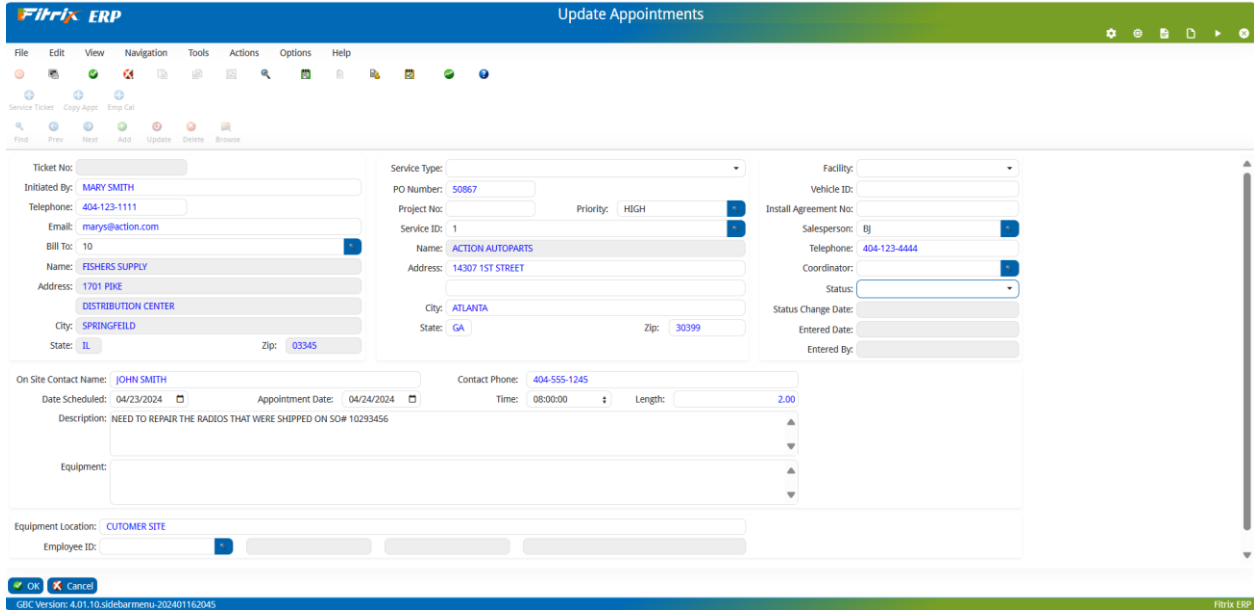 Fitrix ERP
Update Appointments
File Edit View Navigation Tools Actions Options Help
Service Ticket Copy Appt Emp Cal
Find Prev Next Add Update Delete Browse
Ticket No:
Initiated By: MARY SMITH
Telephone: 404-123-1111
Email: marys@action.com
Bill To: 10
Name: FISHERS SUPPLY
Address: 1701 PIKE
DISTRIBUTION CENTER
City: SPRINGFEILD
State: IL Zip: 03345
Service Type:
PO Number: 50867
Project No: Priority: HIGH
Service ID: 1
Name: ACTION AUTOPARTS
Address: 14307 1ST STREET
City: ATLANTA
State: GA Zip: 30399
Facility:
Vehicle ID:
Install Agreement No:
Salesperson: BJ
Telephone: 404-123-4444
Coordinator:
Status:
Status Change Date:
Entered Date:
Entered By:
On Site Contact Name: JOHN SMITH Contact Phone: 404-555-1245
Date Scheduled: 04/23/2024 Appointment Date: 04/24/2024 Time: 08:00:00 Length: 2.00
Description: NEED TO REPAIR THE RADIOS THAT WERE SHIPPED ON SO# 10293456
Equipment:
Equipment Location: CUTOMER SITE
Employee ID:
OK Cancel
GBC Version: 4.01.10.sidebarmenu-202401162045 Fitrix ERP